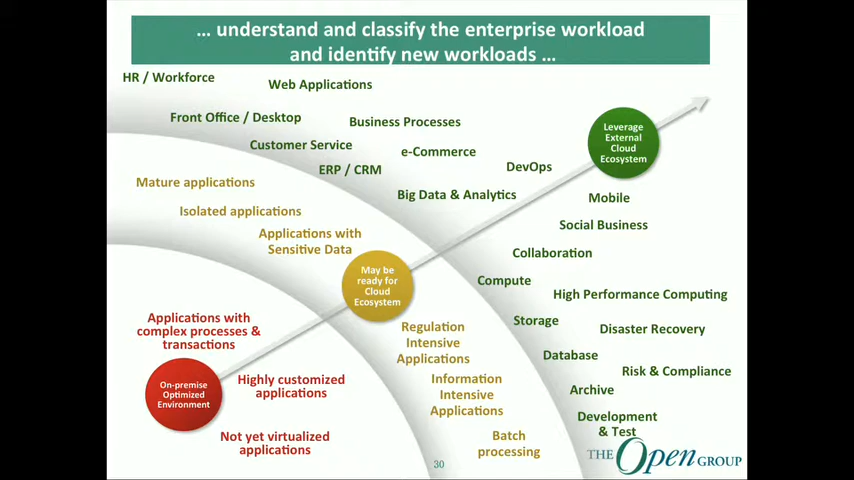 … understand and classify the enterprise workload
and identify new workloads …
HR / Workforce
Web Applications
Front Office / Desktop
Business Processes
Customer Service
e-Commerce
ERP / CRM
DevOps
Big Data & Analytics
Leverage
External
Cloud
Ecosystem
Mobile
Social Business
Collaboration
Compute
High Performance Computing
Storage
Disaster Recovery
Database
Risk & Compliance
Archive
Development
& Test
Mature applications
Isolated applications
Applications with
Sensitive Data
May be
ready for
Cloud
Ecosystem
Regulation
Intensive
Applications
Information
Intensive
Applications
Batch
processing
Applications with
complex processes &
transactions
On-premise
Optimized
Environment
Highly customized
applications
Not yet virtualized
applications
30
THE Open GROUP